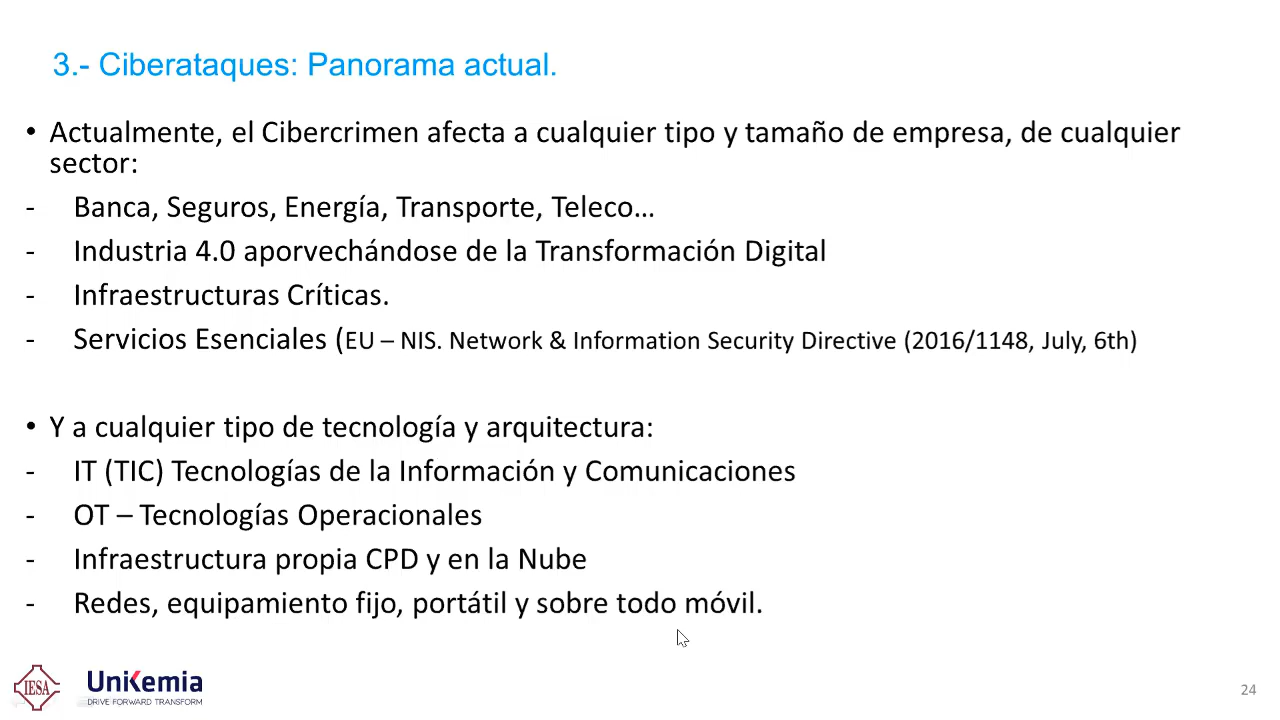 3.- Ciberataques: Panorama actual.
• Actualmente, el Cibercrimen afecta a cualquier tipo y tamaño de empresa, de cualquier
sector:
- Banca, Seguros, Energía, Transporte, Teleco…
- Industria 4.0 aporvechándose de la Transformación Digital
- Infraestructuras Críticas.
- Servicios Esenciales (EU – NIS. Network & Information Security Directive (2016/1148, July, 6th)
• Y a cualquier tipo de tecnología y arquitectura:
- IT (TIC) Tecnologías de la Información y Comunicaciones
- OT – Tecnologías Operacionales
- Infraestructura propia CPD y en la Nube
- Redes, equipamiento fijo, portátil y sobre todo móvil.
IESA
UniKemia
DRIVE FORWARD TRANSFORM
24